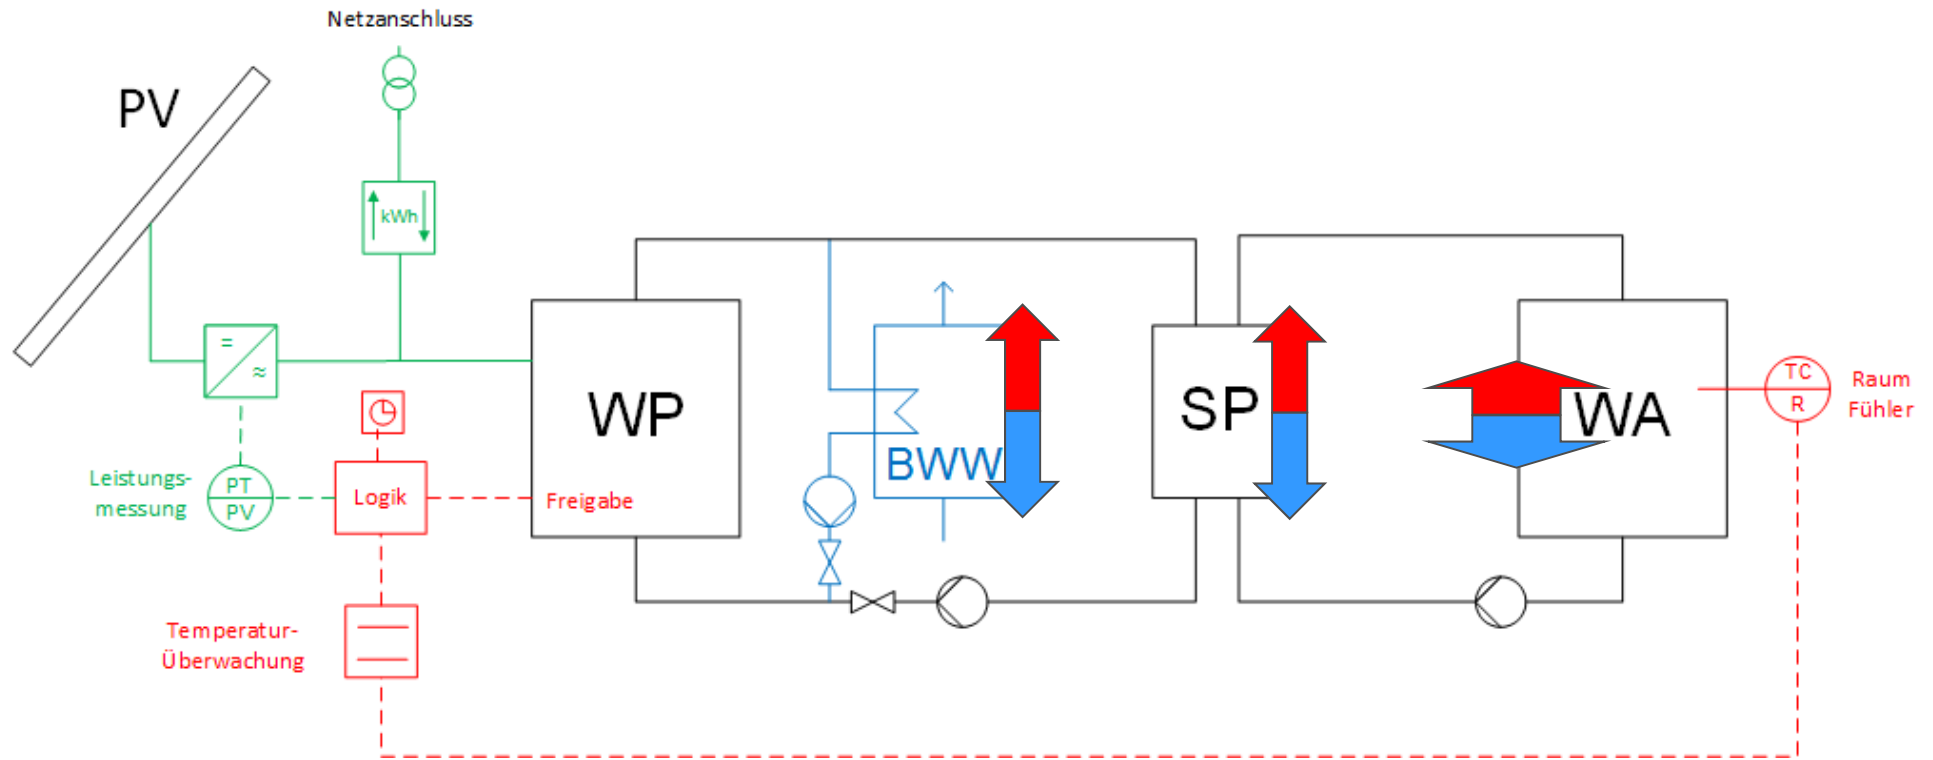 Netzanschluss
PV
kWh
=
≈
WP
BWW
SP
WA
TC
R
Raum
Fühler
Leistungs-
messung
PT
PV
Logik
Freigabe
Temperatur-
Überwachung